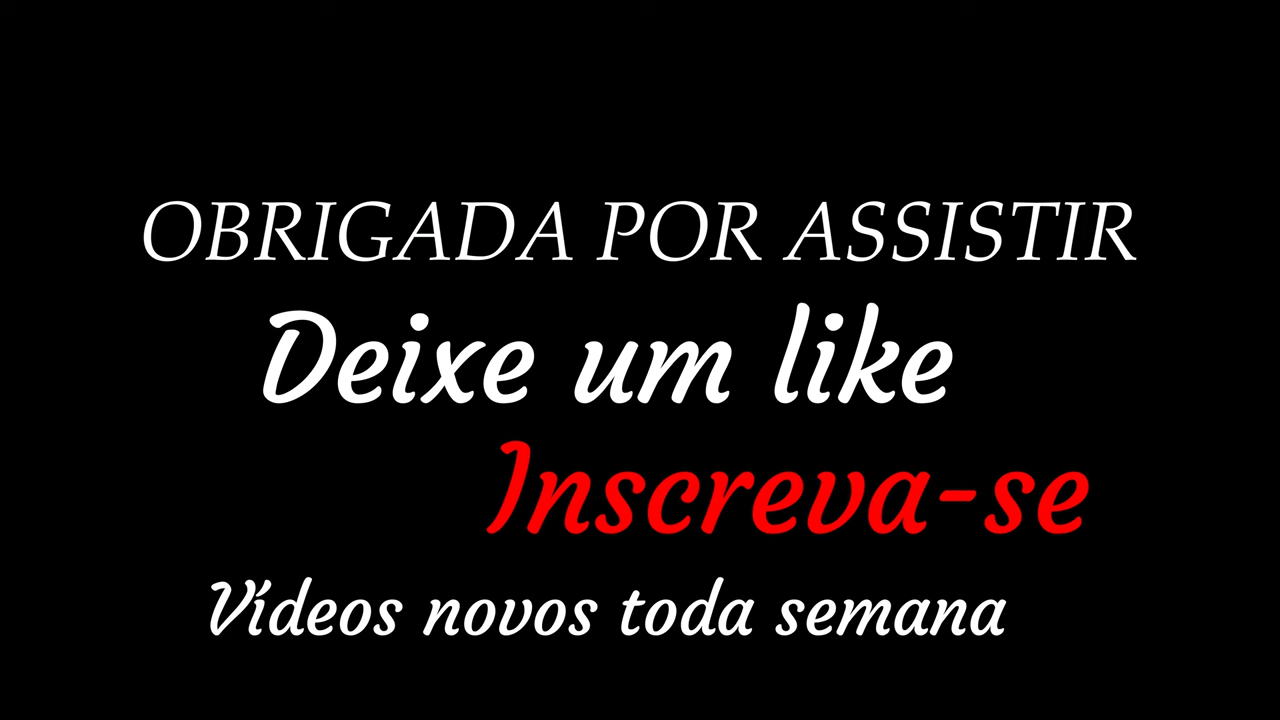 OBRIGADA POR ASSISTIR
Deixe um like
Inscreva-se
Vídeos novos toda semana